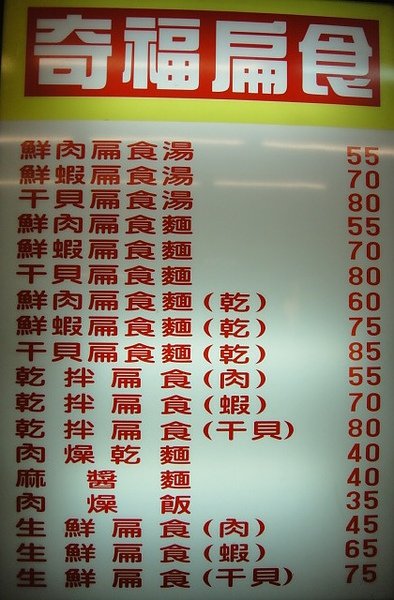 奇福扁食
鮮肉扁食湯 55
鮮蝦扁食湯 70
干貝扁食湯 80
鮮肉扁食麵 55
鮮蝦扁食麵 70
干貝扁食麵 80
鮮肉扁食麵(乾) 60
鮮蝦扁食麵(乾) 75
干貝扁食麵(乾) 85
乾拌扁食(肉) 55
乾拌扁食(蝦) 70
乾拌扁食(干貝) 80
肉燥乾麵 40
麻醬麵 40
肉燥飯 35
生鮮扁食(肉) 45
生鮮扁食(蝦) 65
生鮮扁食(干貝) 75